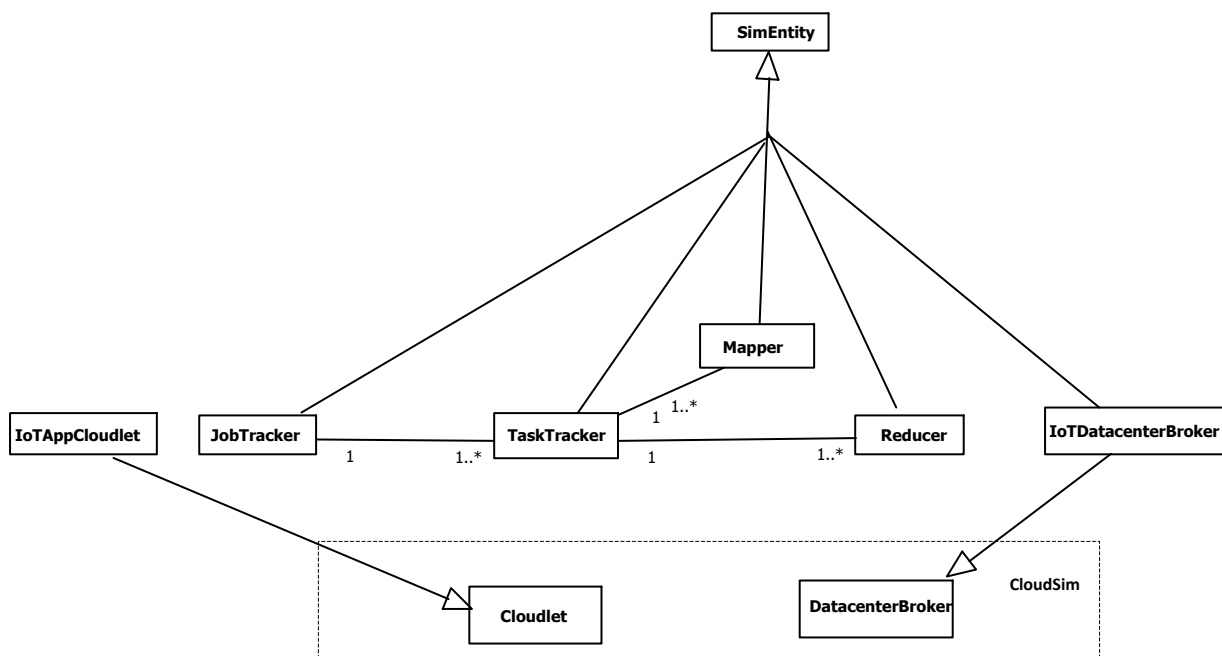 SimEntity
Mapper
1 1..*
IoTAppCloudlet
JobTracker
TaskTracker
Reducer
IoTDatacenterBroker
1
1..*
1
1..*
CloudSim
Cloudlet
DatacenterBroker